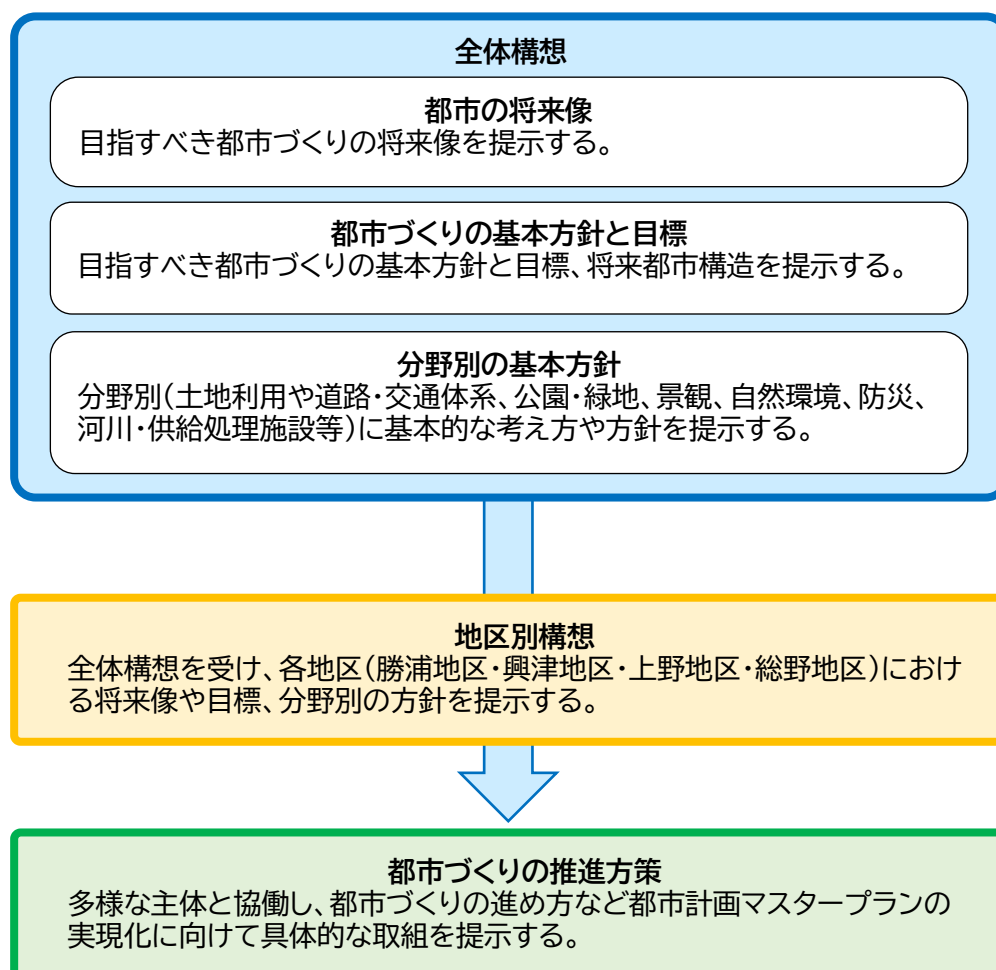 全体構想
都市の将来像
目指すべき都市づくりの将来像を提示する。
都市づくりの基本方針と目標
目指すべき都市づくりの基本方針と目標、将来都市構造を提示する。
分野別の基本方針
分野別(土地利用や道路・交通体系、公園・緑地、景観、自然環境、防災、
河川・供給処理施設等)に基本的な考え方や方針を提示する。
地区別構想
全体構想を受け、各地区(勝浦地区・興津地区・上野地区・総野地区)におけ
る将来像や目標、分野別の方針を提示する。
都市づくりの推進方策
多様な主体と協働し、都市づくりの進め方など都市計画マスタープランの
実現化に向けて具体的な取組を提示する。